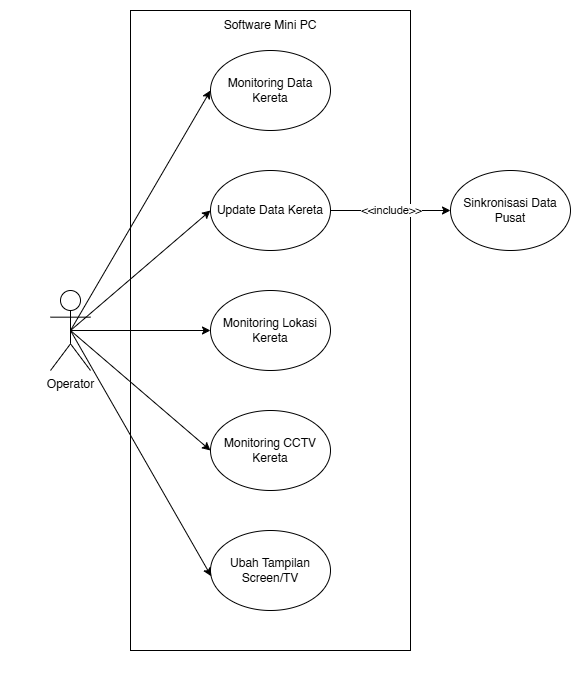 Software Mini PC
Monitoring Data
Kereta
Update Data Kereta
<<include>>
Sinkronisasi Data
Pusat
Monitoring Lokasi
Kereta
Operator
Monitoring CCTV
Kereta
Ubah Tampilan
Screen/TV